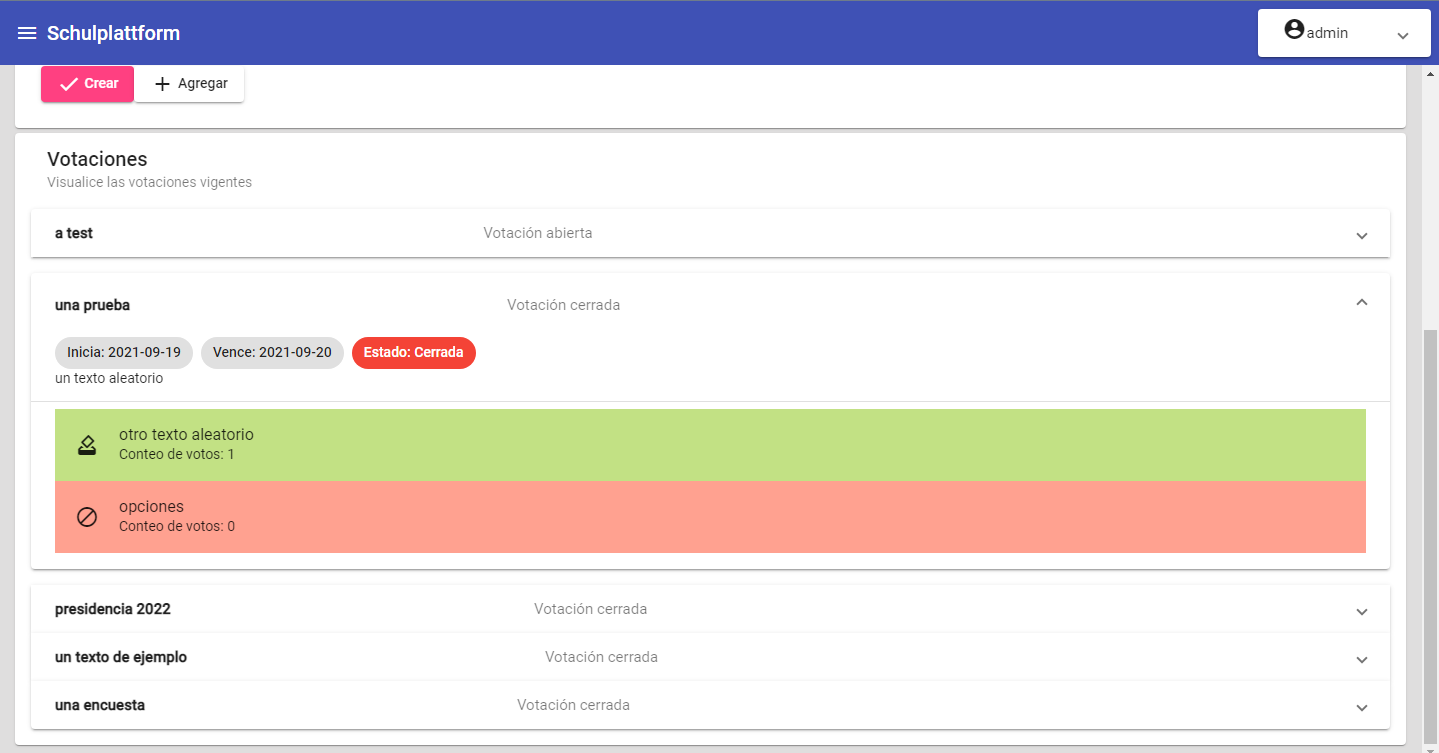 Schulplattform
admin
Crear
Agregar
Votaciones
Visualice las votaciones vigentes
a test Votación abierta
una prueba Votación cerrada
Inicia: 2021-09-19 Vence: 2021-09-20 Estado: Cerrada
un texto aleatorio
otro texto aleatorio
Conteo de votos: 1
opciones
Conteo de votos: 0
presidencia 2022 Votación cerrada
un texto de ejemplo Votación cerrada
una encuesta Votación cerrada